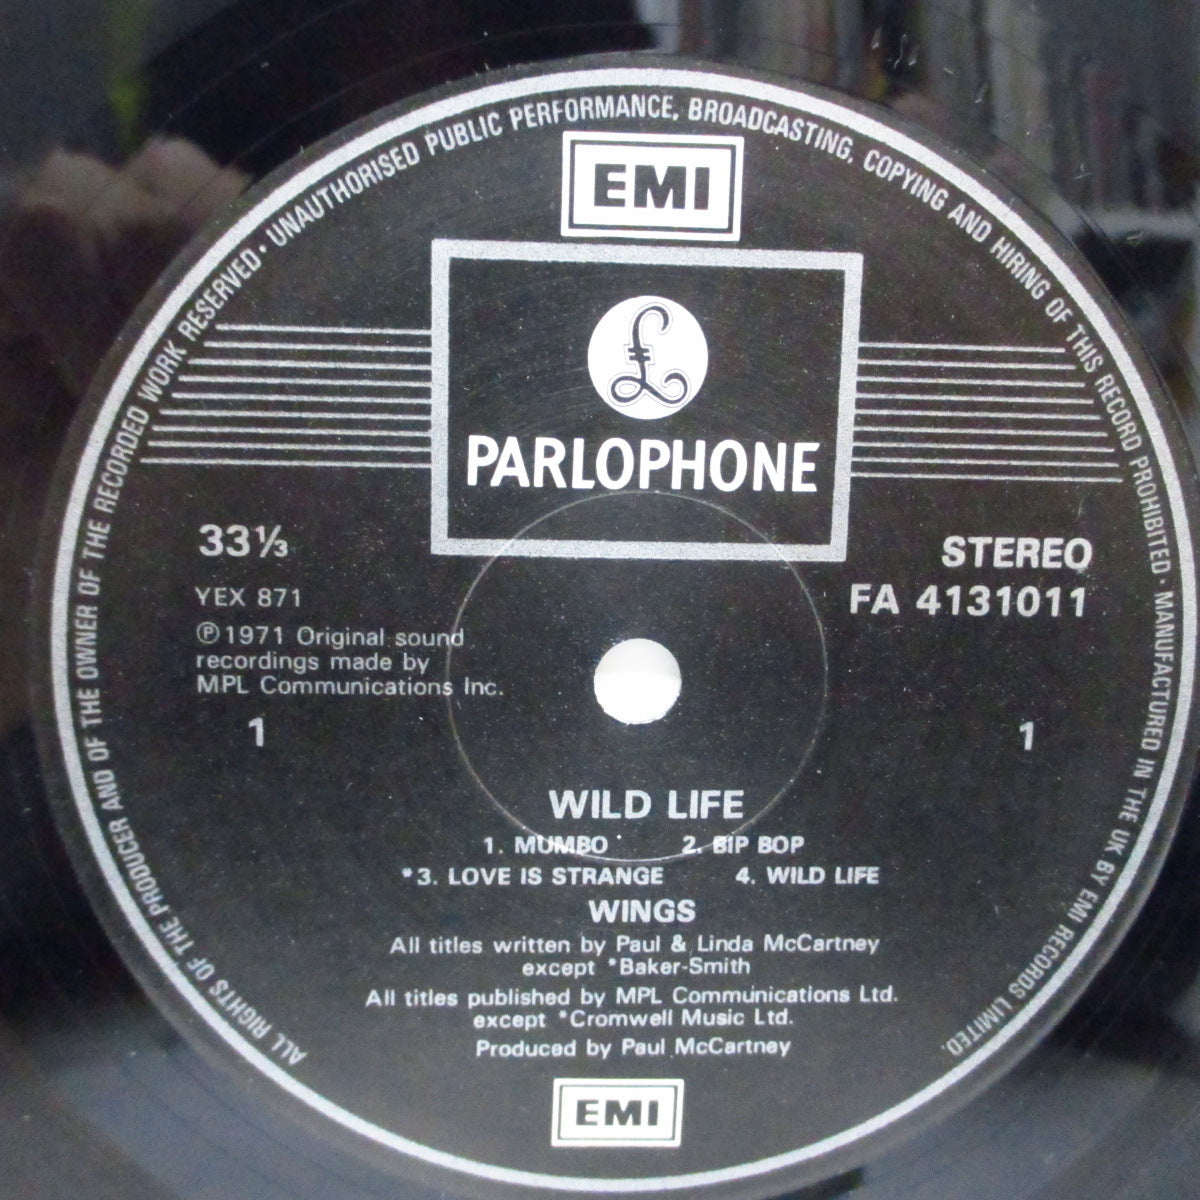 ALL RIGHTS OF THE PRODUCER AND OF THE OWNER OF THE RECORDED WORK RESERVED · UNAUTHORISED PUBLIC PERFORMANCE, BROADCASTING, COPYING AND HIRING OF THIS RECORD PROHIBITED · MANUFACTURED IN THE UK BY EMI RECORDS LIMITED.
EMI
£
PARLOPHONE
33⅓
STEREO
YEX 871
FA 4131011
℗ 1971 Original sound
recordings made by
MPL Communications Inc.
1
1
WILD LIFE
1. MUMBO 2. BIP BOP
*3. LOVE IS STRANGE 4. WILD LIFE
WINGS
All titles written by Paul & Linda McCartney
except *Baker-Smith
All titles published by MPL Communications Ltd.
except *Cromwell Music Ltd.
Produced by Paul McCartney
EMI